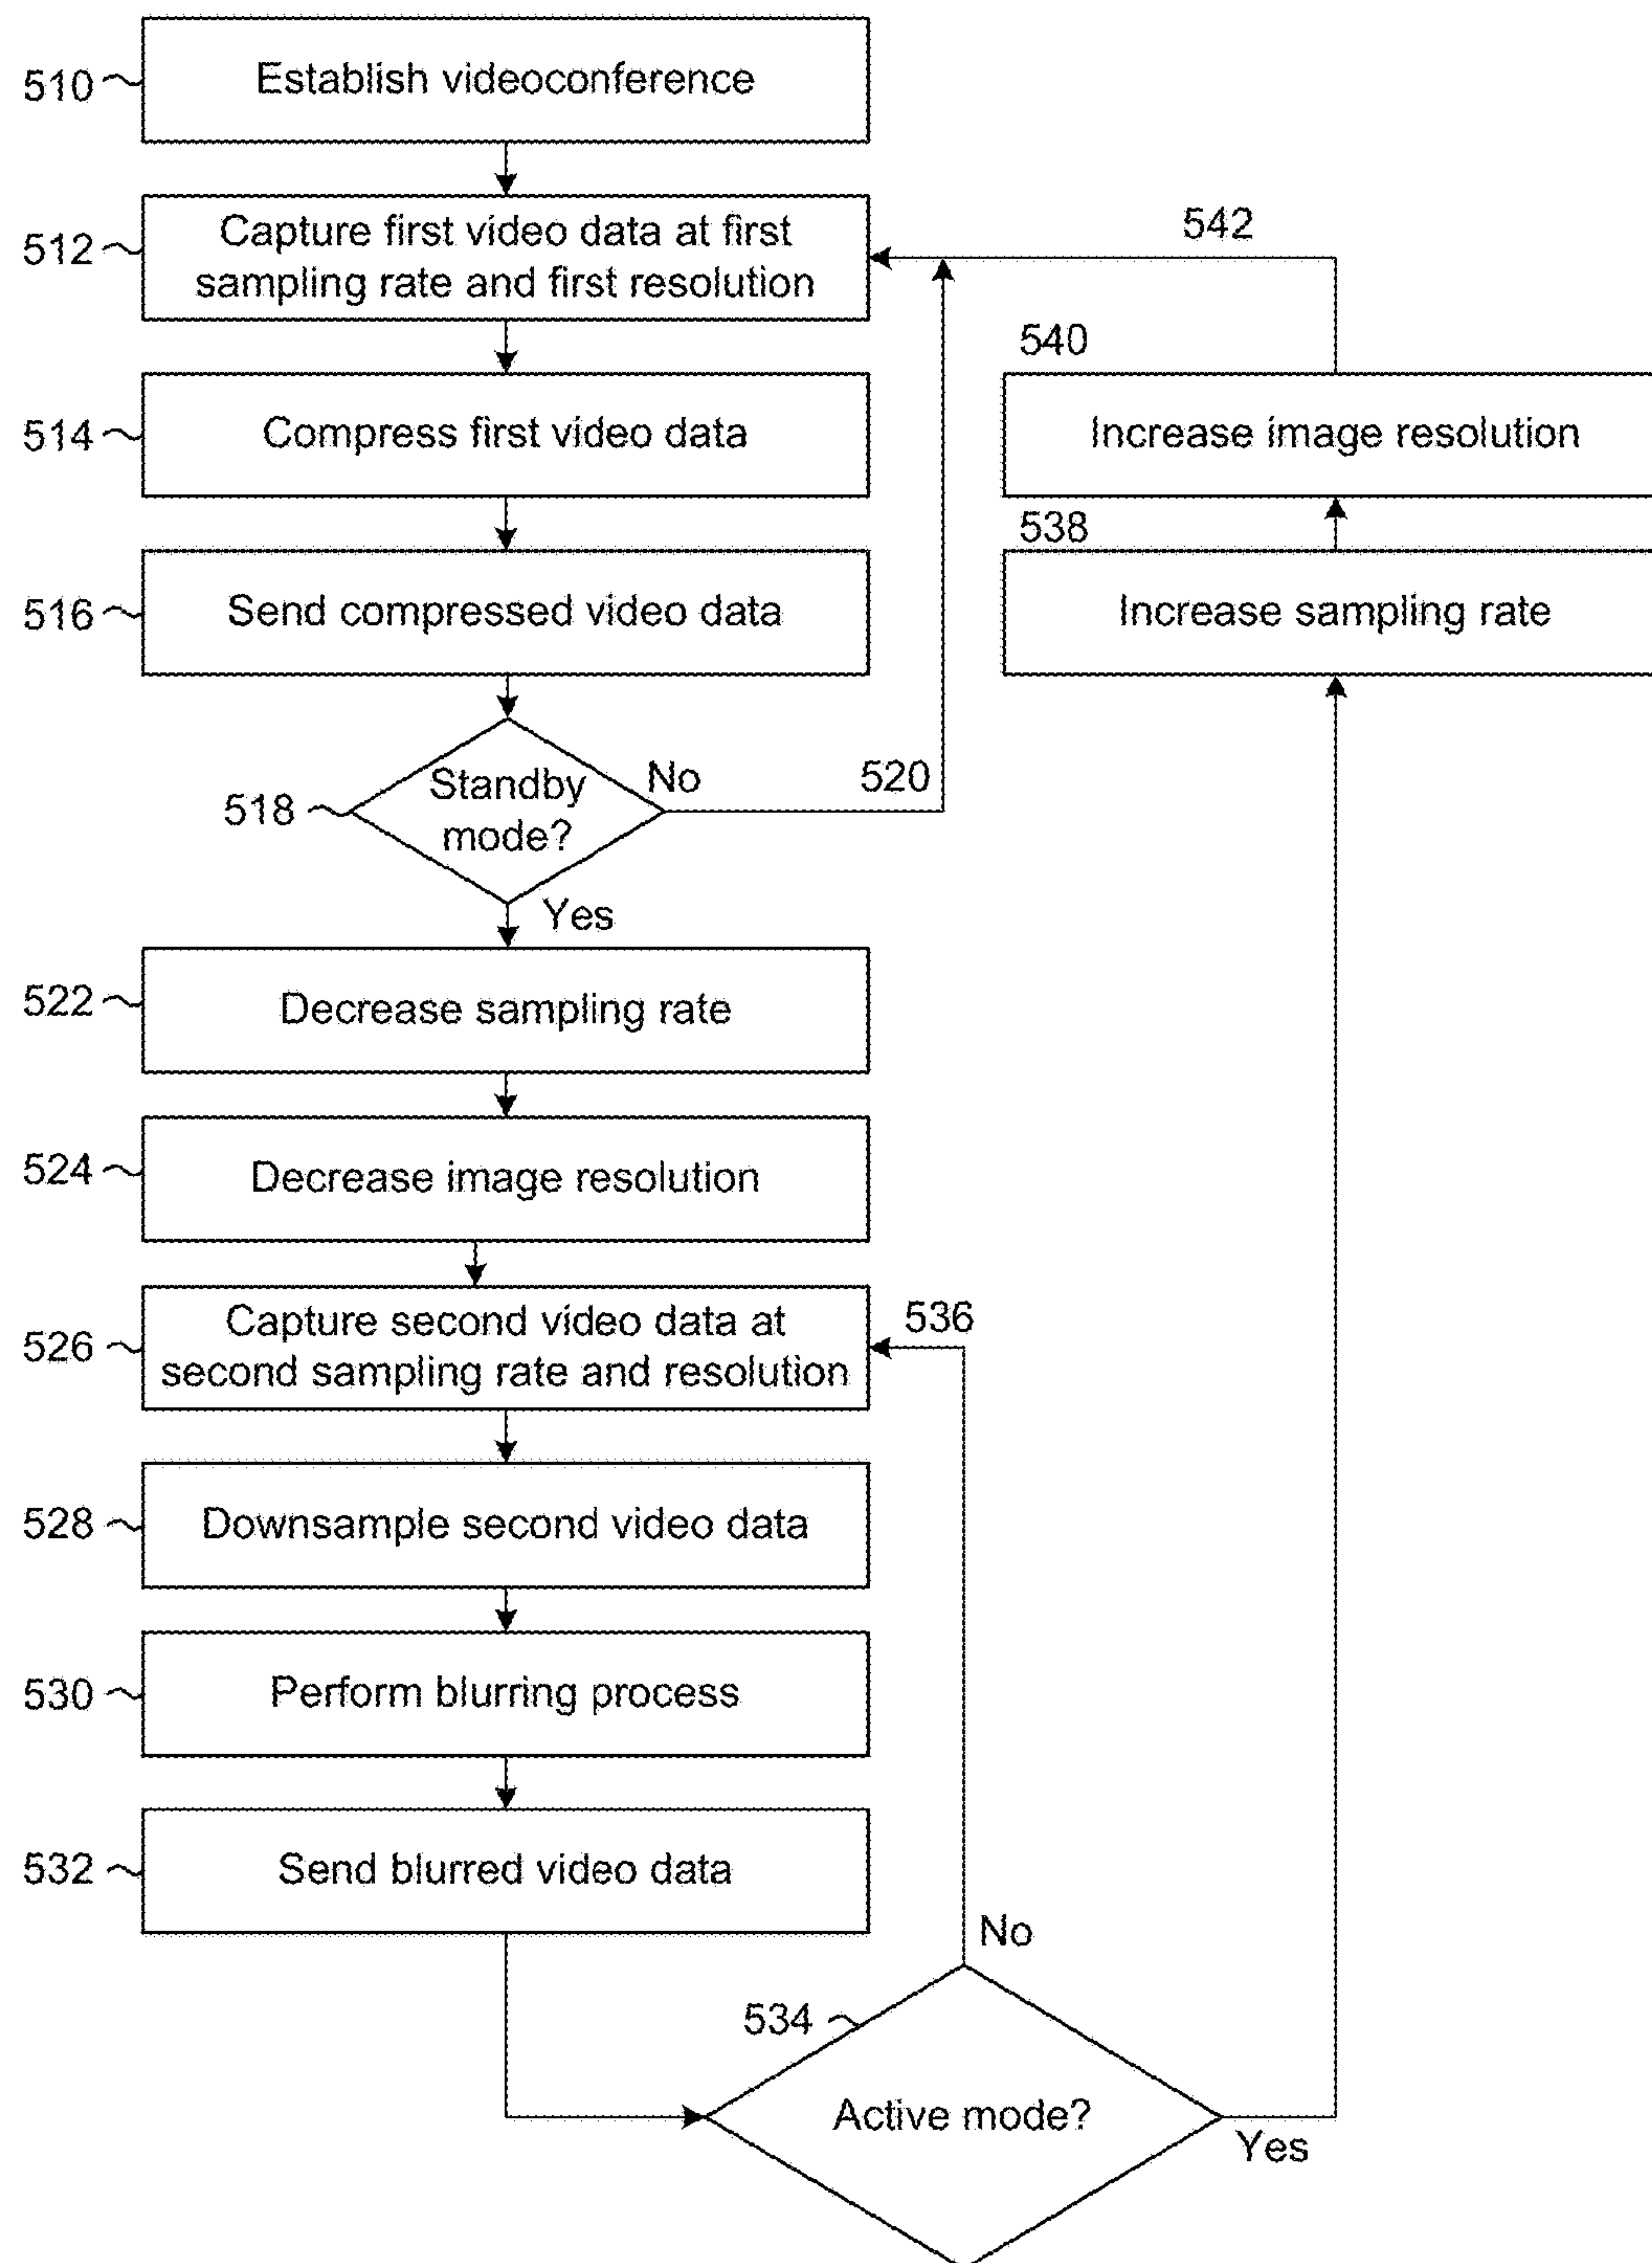 510
Establish videoconference
512
Capture first video data at first
sampling rate and first resolution
542
514
Compress first video data
540
Increase image resolution
516
Send compressed video data
538
Increase sampling rate
518
Standby
mode?
No
520
Yes
522
Decrease sampling rate
524
Decrease image resolution
526
Capture second video data at
second sampling rate and resolution
536
528
Downsample second video data
530
Perform blurring process
532
Send blurred video data
No
534
Active mode?
Yes